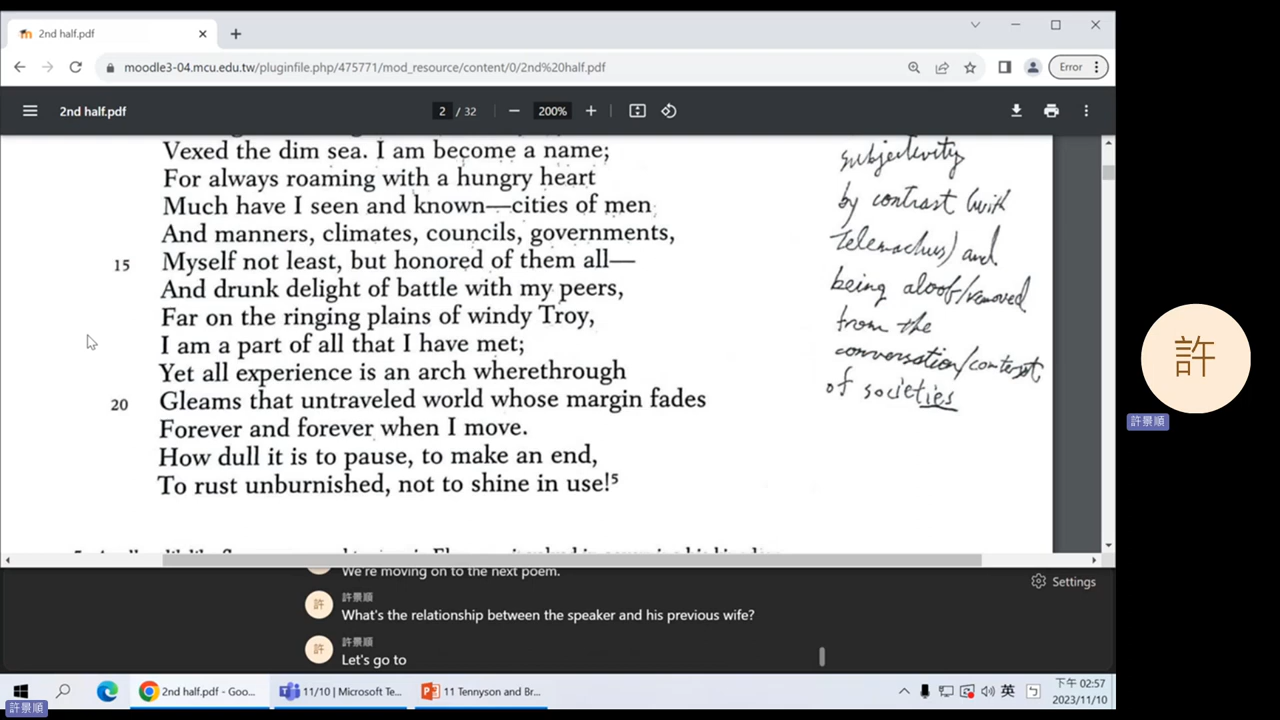 2nd half.pdf
moodle3-04.mcu.edu.tw/pluginfile.php/475771/mod_resource/content/0/2nd%20half.pdf
Error
2nd half.pdf
2 / 32
200%
Vexed the dim sea. I am become a name;
For always roaming with a hungry heart
Much have I seen and known—cities of men
And manners, climates, councils, governments,
15 Myself not least, but honored of them all—
And drunk delight of battle with my peers,
Far on the ringing plains of windy Troy,
I am a part of all that I have met;
Yet all experience is an arch wherethrough
20 Gleams that untraveled world whose margin fades
Forever and forever when I move.
How dull it is to pause, to make an end,
To rust unburnished, not to shine in use!⁵
subjectivity
by contrast (with
Telemachus) and
being aloof/removed
from the
conversation/context
of societies
許
許景順
We're moving on to the next poem.
許景順
許
What's the relationship between the speaker and his previous wife?
許景順
許
Let's go to
Settings
2nd half.pdf - Goo...
11/10 | Microsoft Te...
11 Tennyson and Br...
英
下午 02:57
2023/11/10
許景順